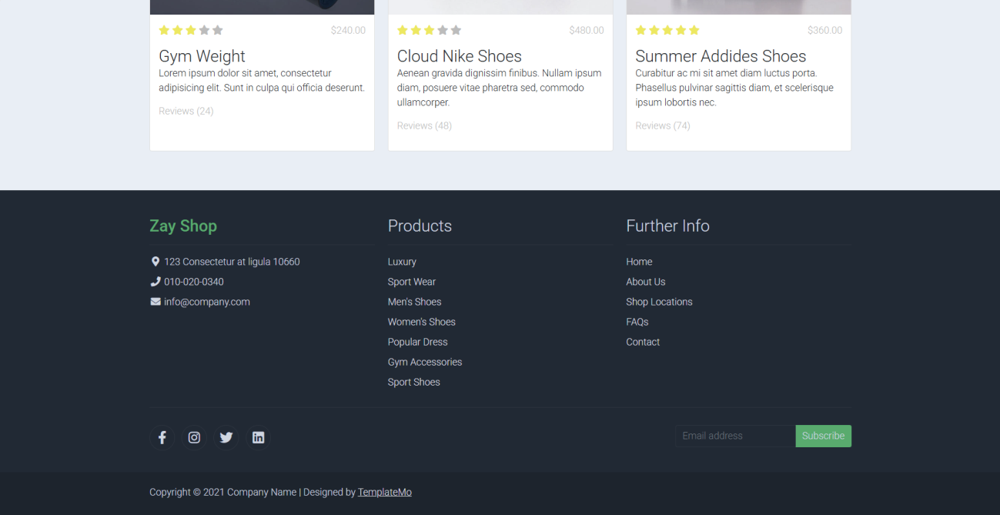 $240.00
Gym Weight
Lorem ipsum dolor sit amet, consectetur
adipisicing elit. Sunt in culpa qui officia deserunt.
Reviews (24)
$480.00
Cloud Nike Shoes
Aenean gravida dignissim finibus. Nullam ipsum
diam, posuere vitae pharetra sed, commodo
ullamcorper.
Reviews (48)
$360.00
Summer Addides Shoes
Curabitur ac mi sit amet diam luctus porta.
Phasellus pulvinar sagittis diam, et scelerisque
ipsum lobortis nec.
Reviews (74)
Zay Shop
123 Consectetur at ligula 10660
010-020-0340
info@company.com
Products
Luxury
Sport Wear
Men's Shoes
Women's Shoes
Popular Dress
Gym Accessories
Sport Shoes
Further Info
Home
About Us
Shop Locations
FAQs
Contact
Email address
Subscribe
Copyright © 2021 Company Name | Designed by TemplateMo